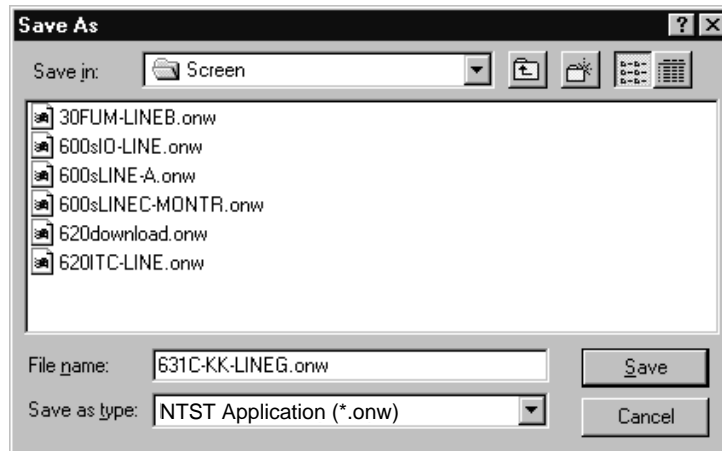 Save As
Save in: Screen
30FUM-LINEB.onw
600sIO-LINE.onw
600sLINE-A.onw
600sLINEC-MONTR.onw
620download.onw
620ITC-LINE.onw
File name: 631C-KK-LINEG.onw Save
Save as type: NTST Application (*.onw) Cancel